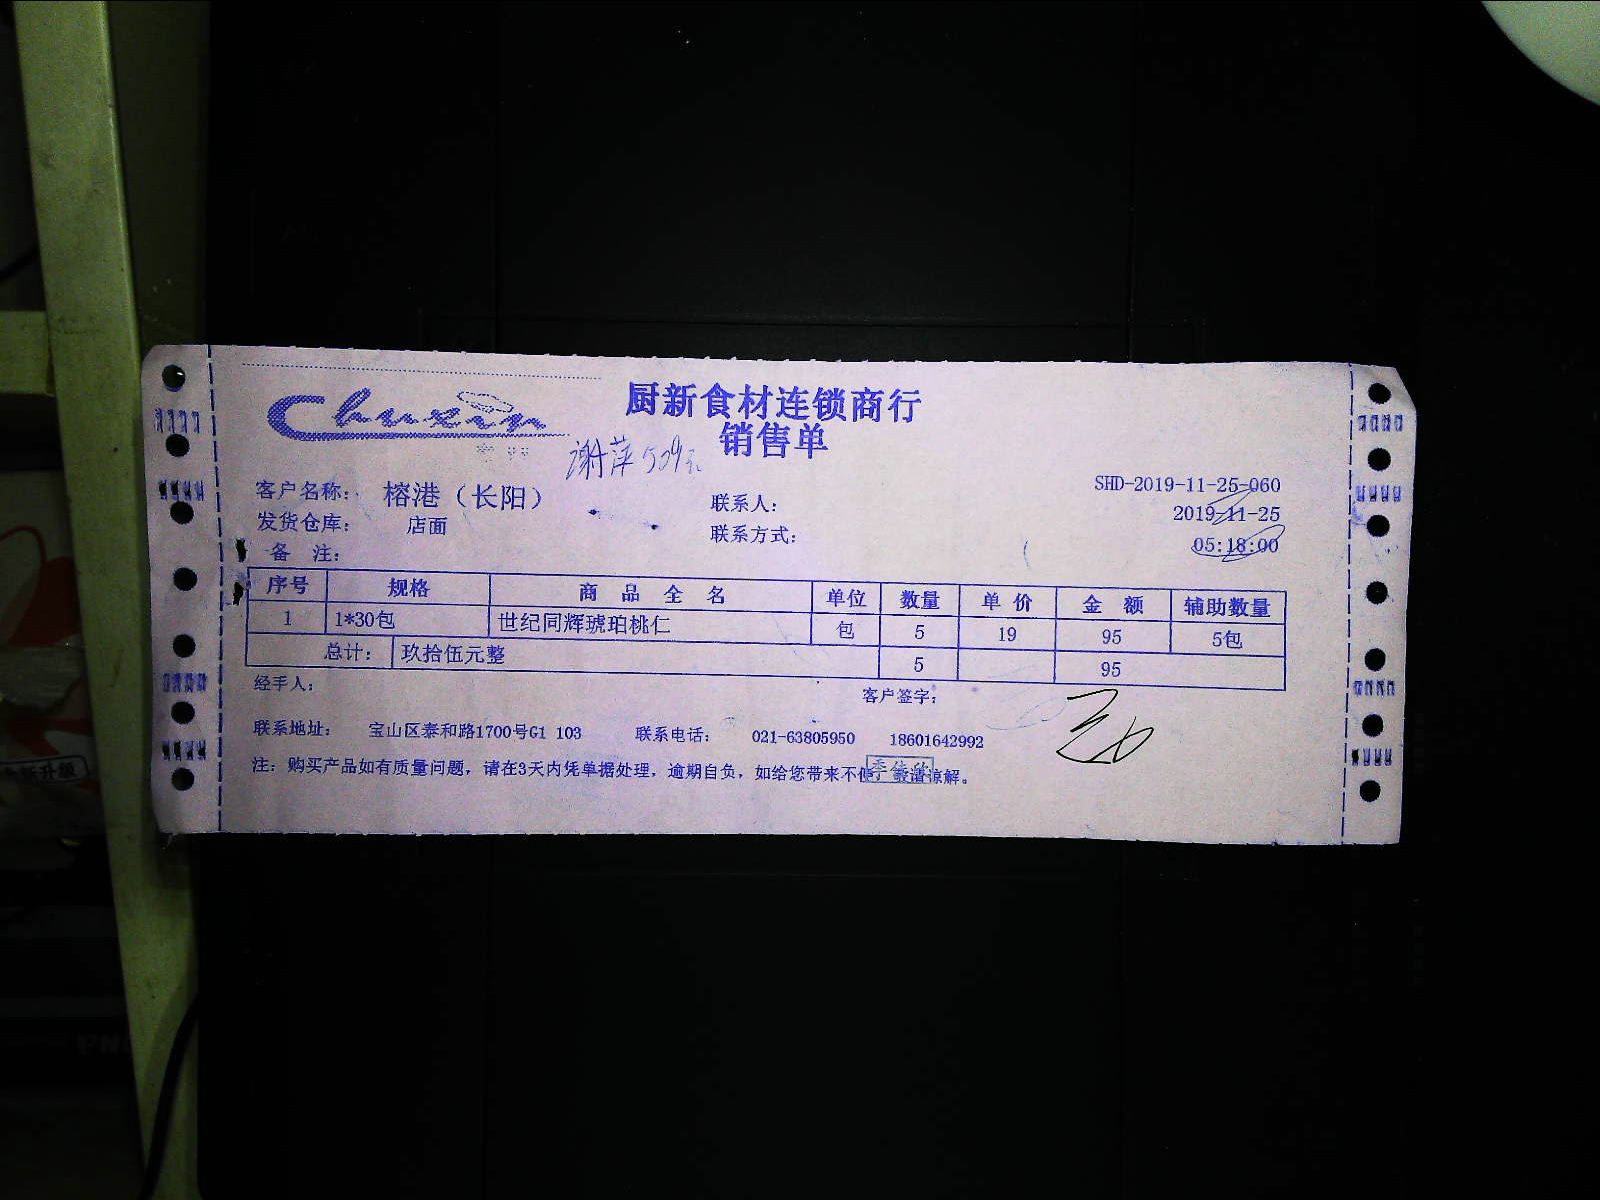 Chuxin
厨新食材连锁商行
销售单
谢萍
客户名称： 榕港（长阳） 联系人： SHD-2019-11-25-060
发货仓库： 店面 联系方式： 2019-11-25
备 注： 05:18:00
序号 规格 商品全名 单位 数量 单价 金额 辅助数量
1 1*30包 世纪同辉琥珀桃仁 包 5 19 95 5包
总计： 玖拾伍元整 5 95
经手人： 客户签字：
联系地址： 宝山区泰和路1700号G1 103 联系电话： 021-63805950 18601642992
注：购买产品如有质量问题，请在3天内凭单据处理，逾期自负，如给您带来不便，敬请谅解。